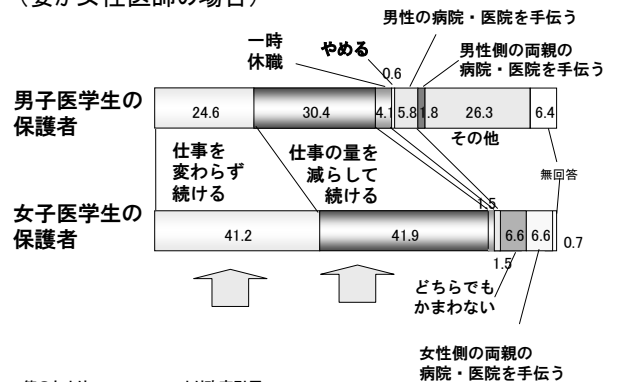 （妻が女性医師の場合）
男性の病院・医院を手伝う
一時
休職
やめる
男性側の両親の
病院・医院を手伝う
0.6
男子医学生の
保護者
24.6 30.4 4.1 5.8 1.8 26.3 6.4
その他
仕事を
変わらず
続ける
仕事の量を
減らして
続ける
無回答
1.5
女子医学生の
保護者
41.2 41.9 6.6 6.6 0.7
1.5
どちらでも
かまわない
女性側の両親の
病院・医院を手伝う